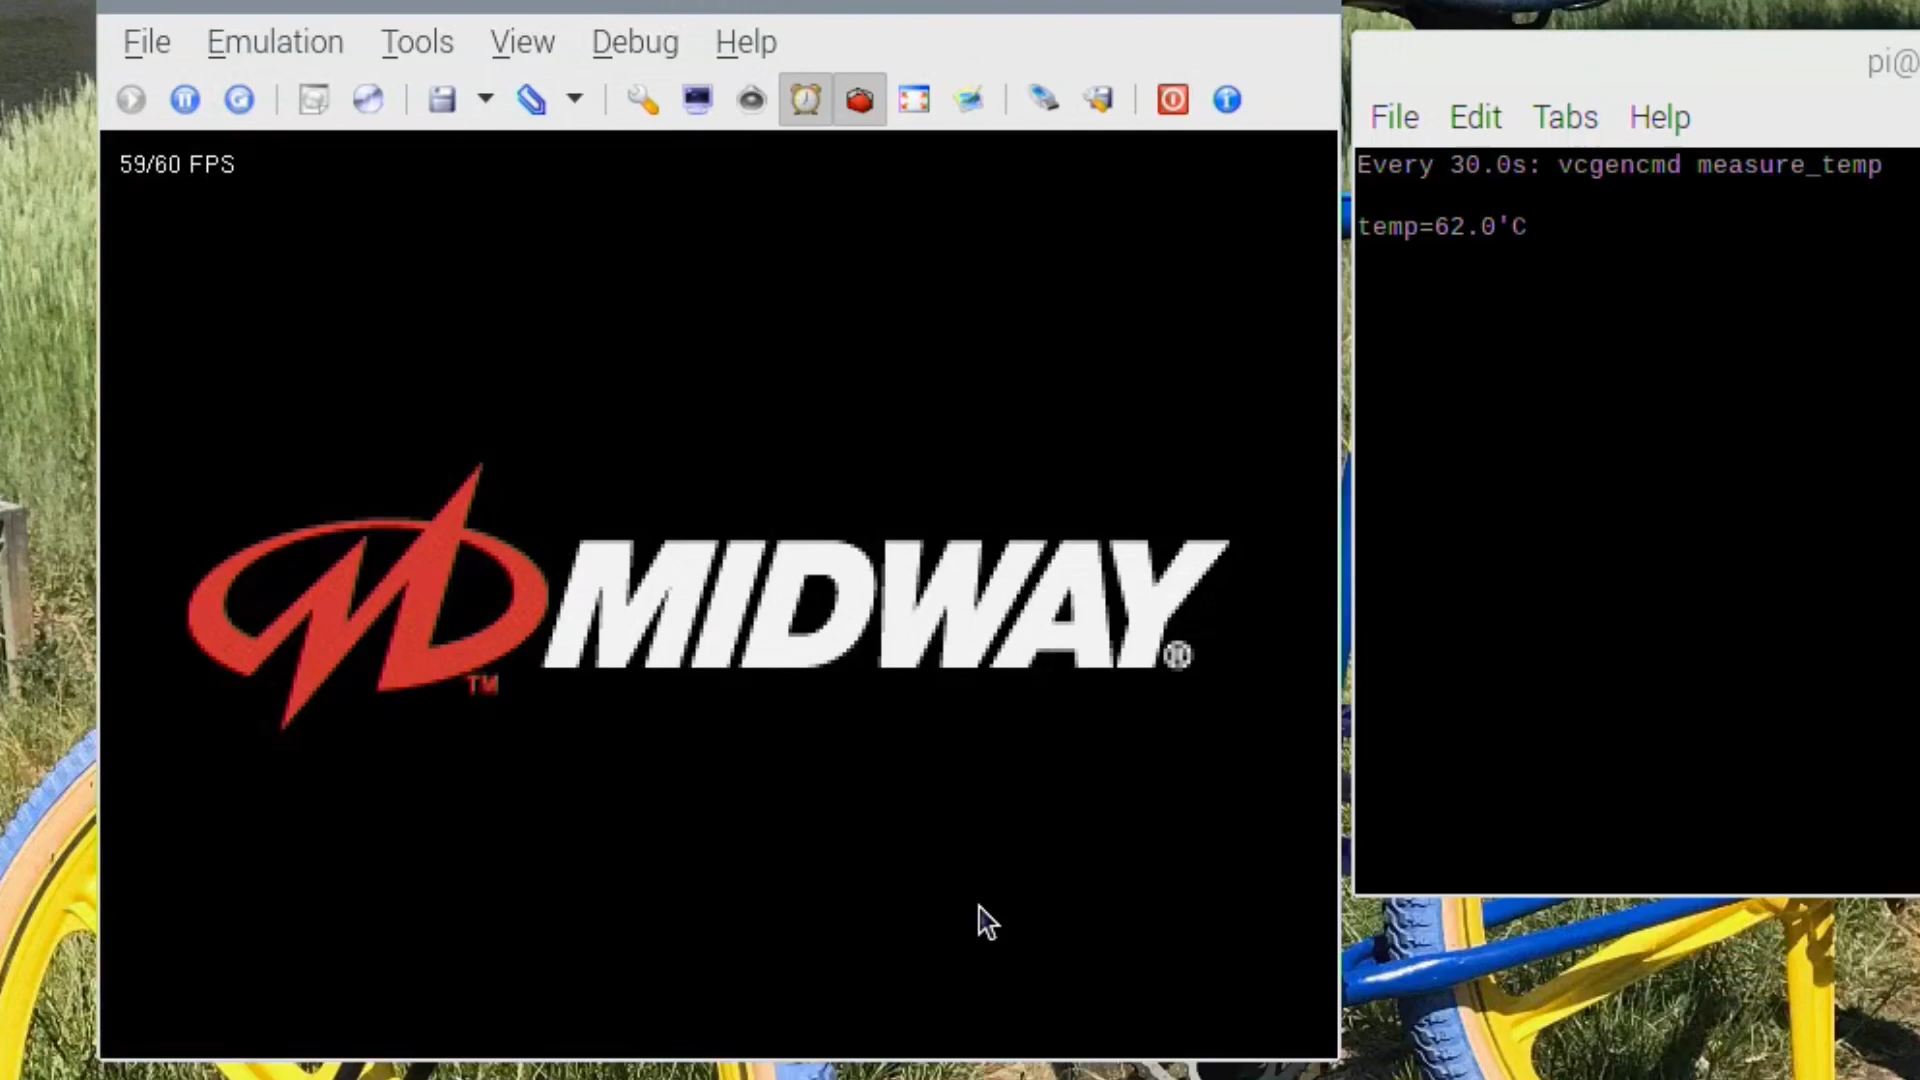 File Emulation Tools View Debug Help
59/60 FPS
MIDWAY®
TM
pi@
File Edit Tabs Help
Every 30.0s: vcgencmd measure_temp
temp=62.0'C